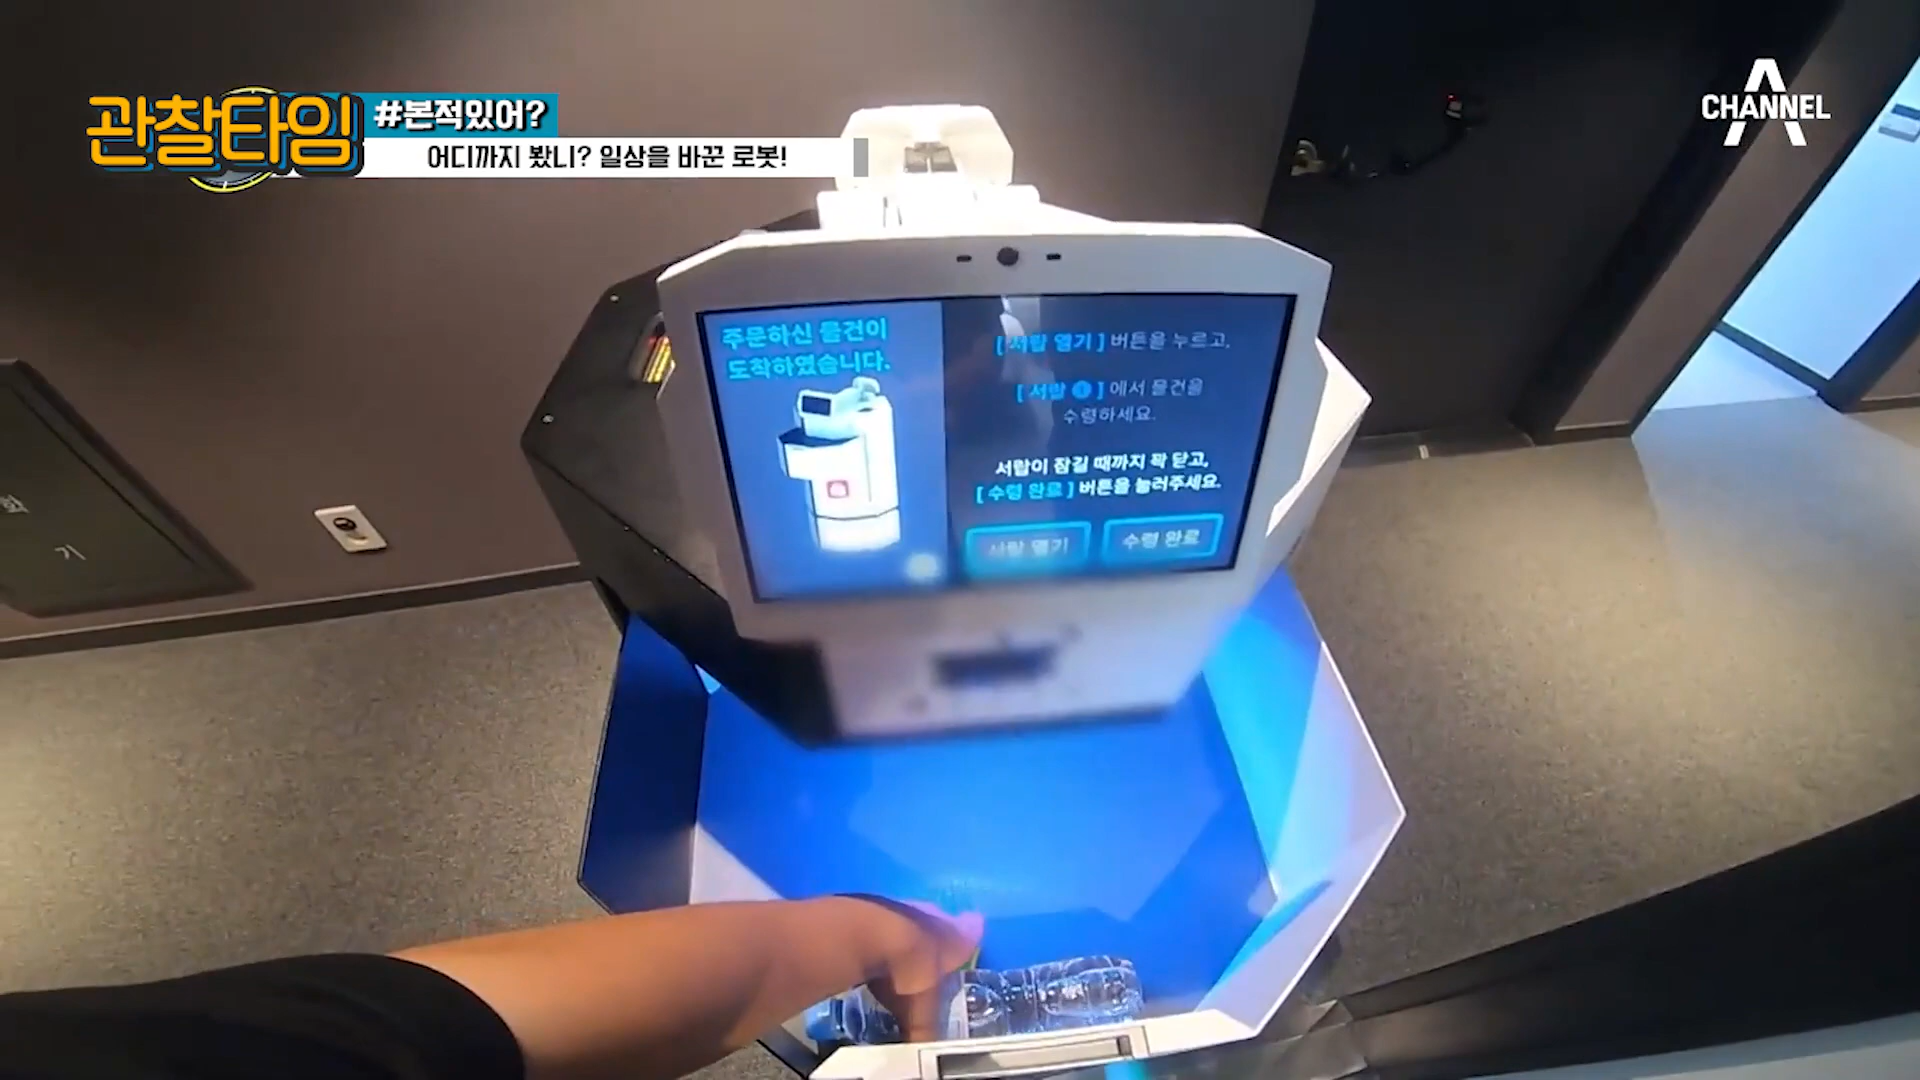 관찰타임
#본적있어?
어디까지 봤니? 일상을 바꾼 로봇!
CHANNEL A
주문하신 물건이
도착하였습니다.
[ 서랍 열기 ] 버튼을 누르고,
[ 서랍 1 ] 에서 물건을
수령하세요.
서랍이 잠길 때까지 꽉 닫고,
[ 수령 완료 ] 버튼을 눌러주세요.
서랍 열기
수령 완료
화
기